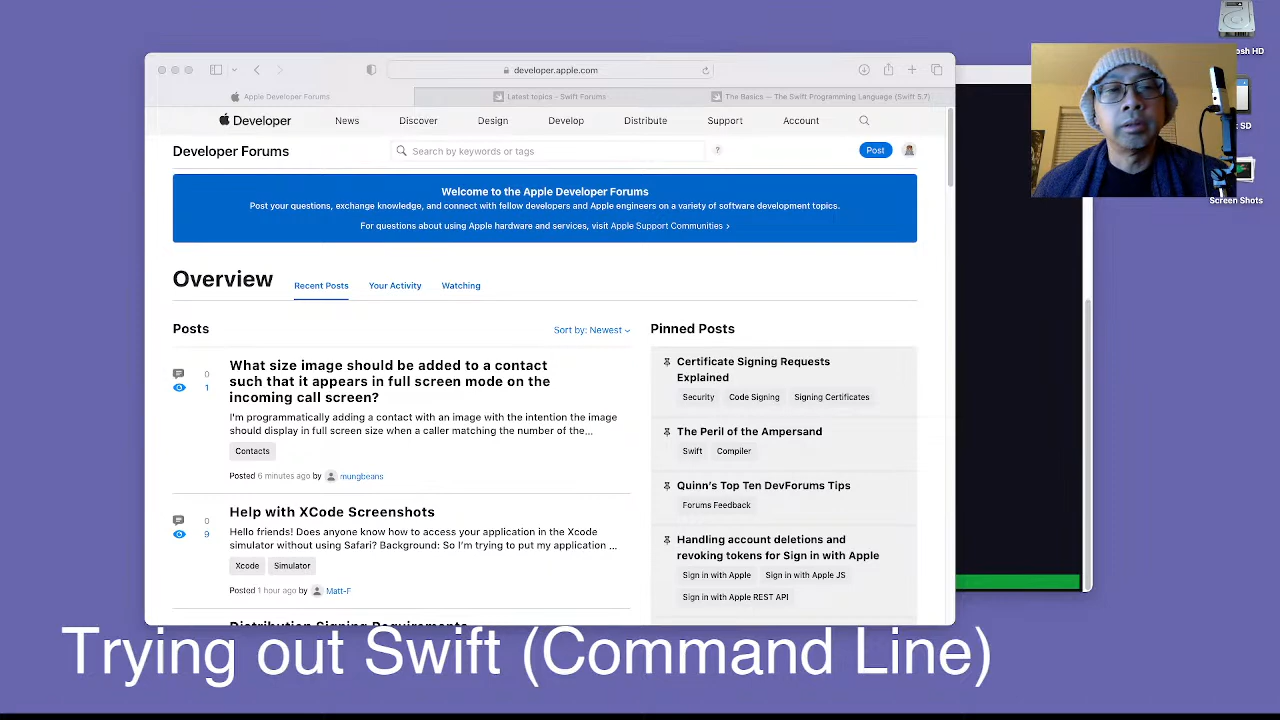 developer.apple.com
Apple Developer Forums
Latest topics - Swift Forums
The Basics — The Swift Programming Language (Swift 5.7)
Developer
News
Discover
Design
Develop
Distribute
Support
Account
Developer Forums
Search by keywords or tags
?
Post
Welcome to the Apple Developer Forums
Post your questions, exchange knowledge, and connect with fellow developers and Apple engineers on a variety of software development topics.
For questions about using Apple hardware and services, visit Apple Support Communities >
Overview
Recent Posts
Your Activity
Watching
Posts
Sort by: Newest
0
1
What size image should be added to a contact
such that it appears in full screen mode on the
incoming call screen?
I'm programmatically adding a contact with an image with the intention the image
should display in full screen size when a caller matching the number of the...
Contacts
Posted 6 minutes ago by mungbeans
0
9
Help with XCode Screenshots
Hello friends! Does anyone know how to access your application in the Xcode
simulator without using Safari? Background: So I'm trying to put my application ...
Xcode
Simulator
Posted 1 hour ago by Matt-F
Distribution Signing Requirements
Pinned Posts
Certificate Signing Requests
Explained
Security
Code Signing
Signing Certificates
The Peril of the Ampersand
Swift
Compiler
Quinn's Top Ten DevForums Tips
Forums Feedback
Handling account deletions and
revoking tokens for Sign in with Apple
Sign in with Apple
Sign in with Apple JS
Sign in with Apple REST API
HD
SD
Screen Shots
Trying out Swift (Command Line)